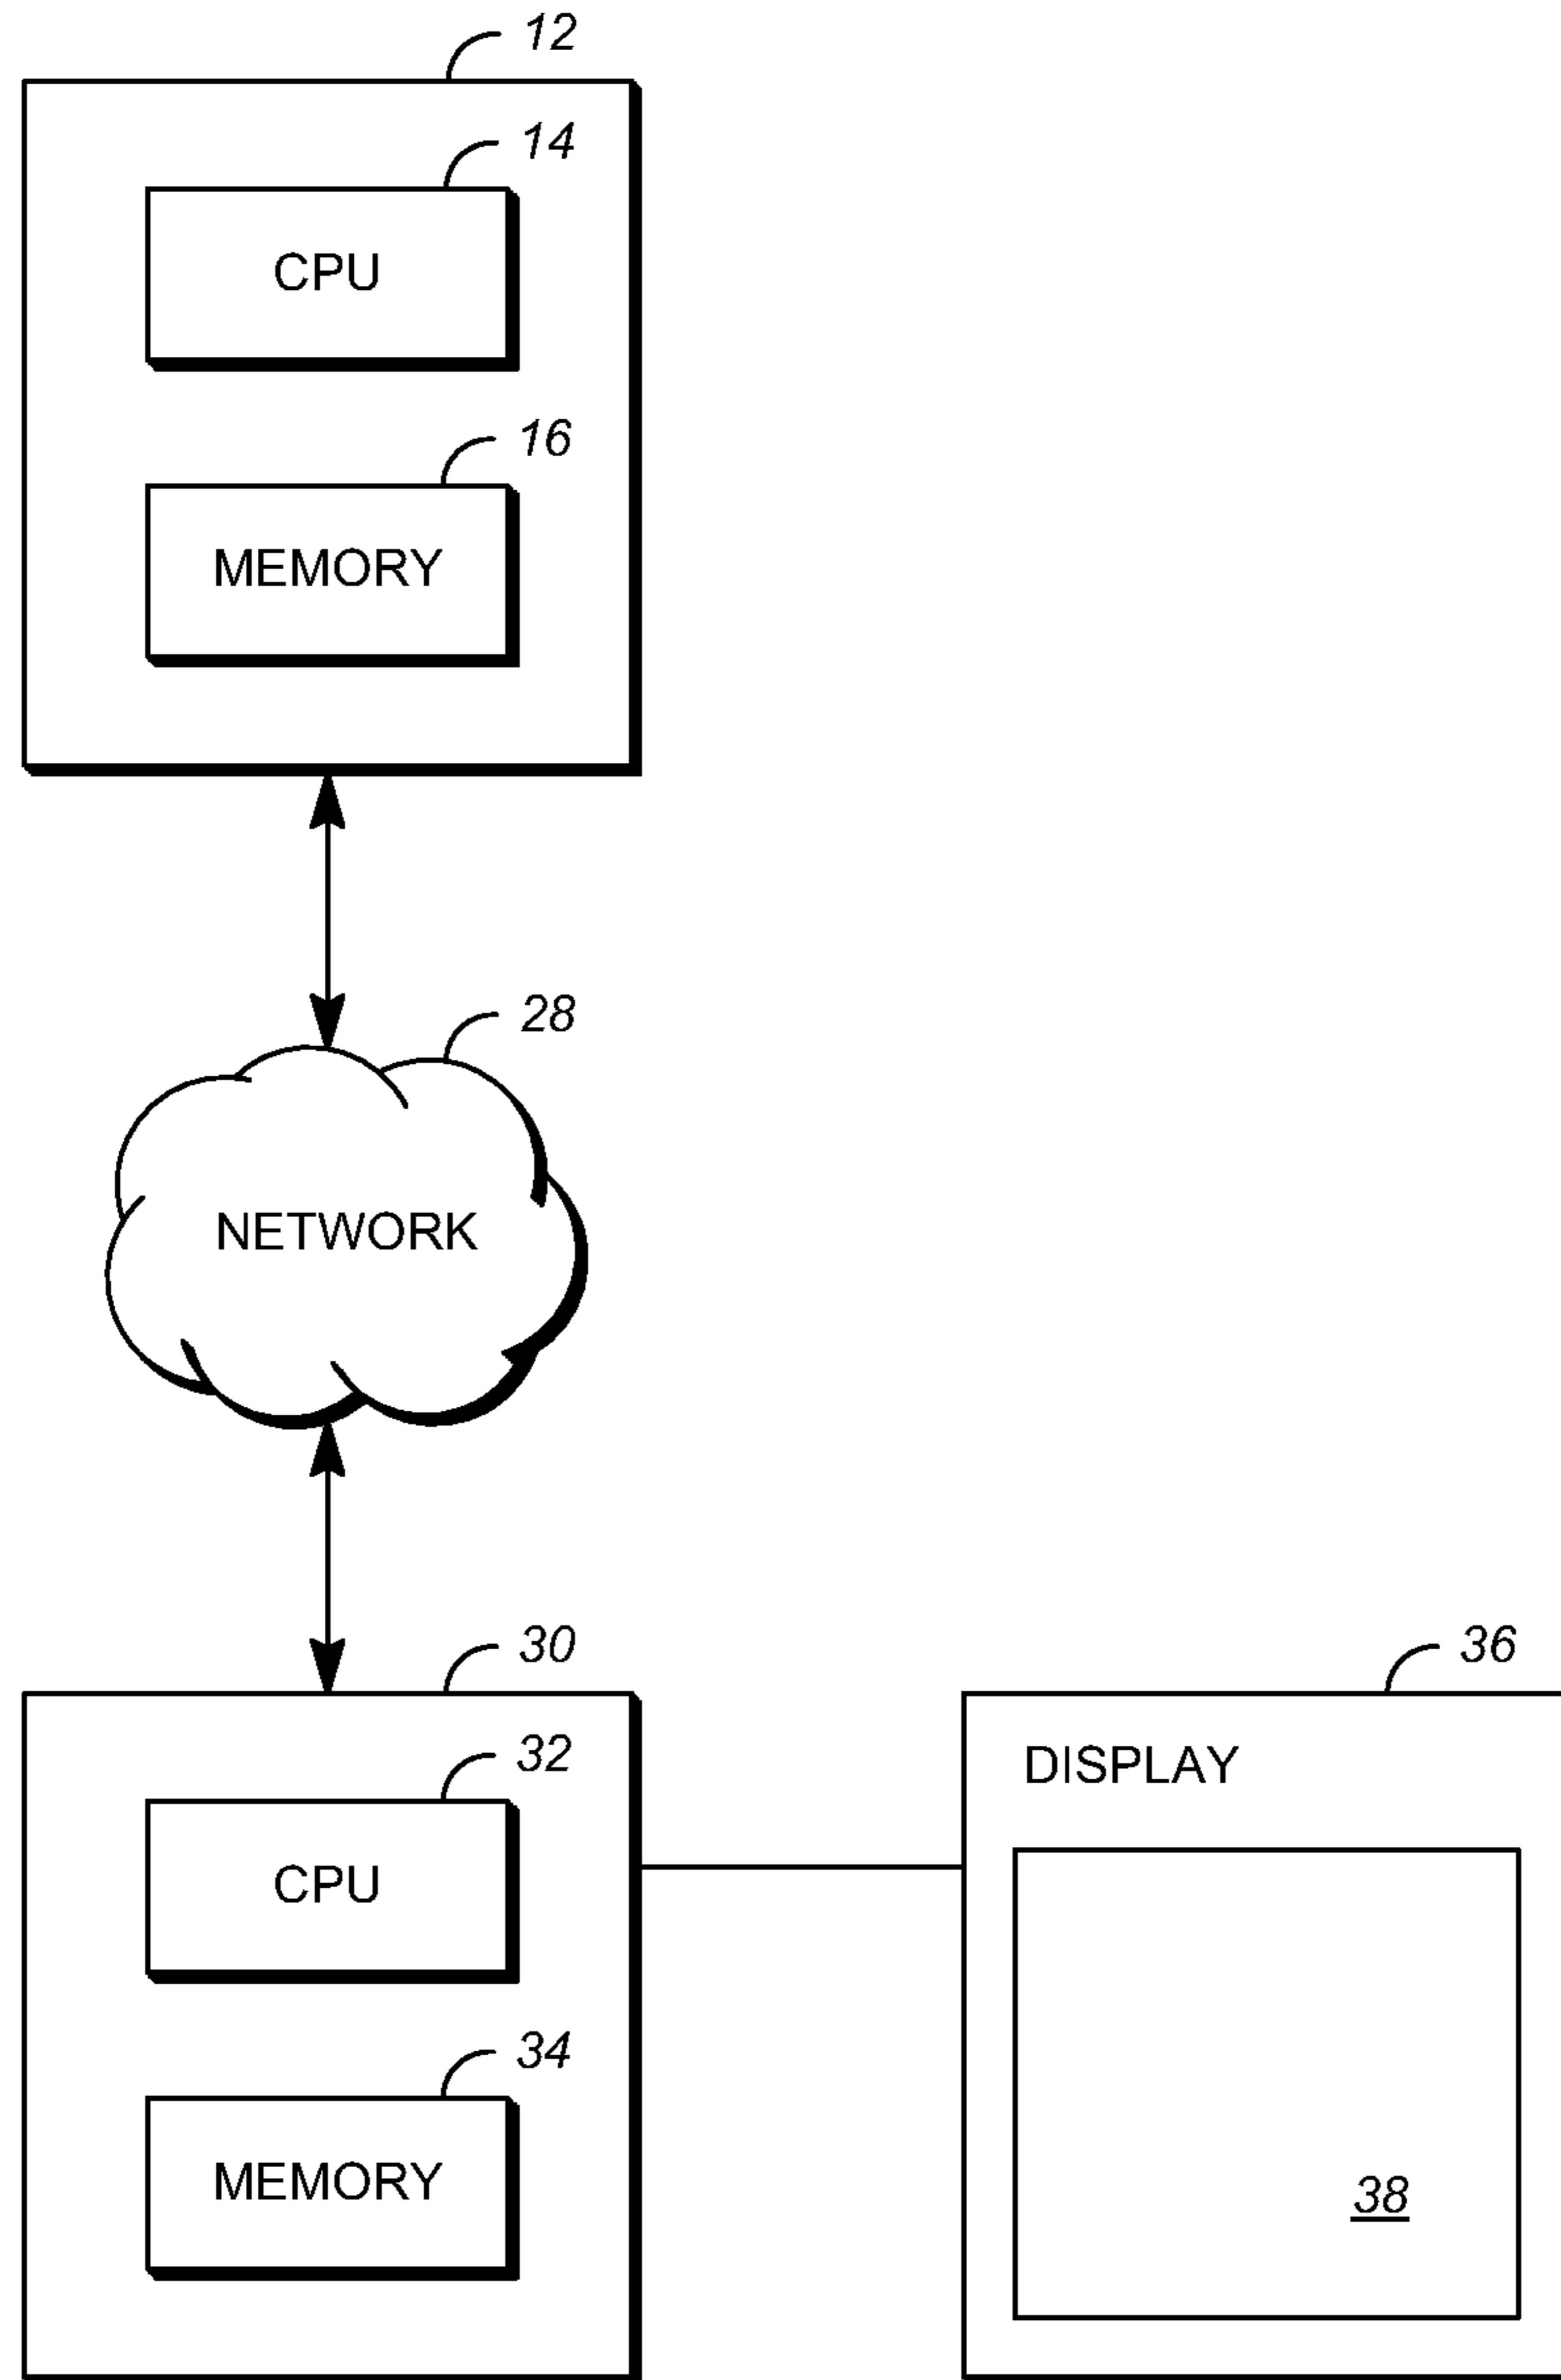 12
14
CPU
16
MEMORY
28
NETWORK
30
36
32
DISPLAY
CPU
34
MEMORY
38